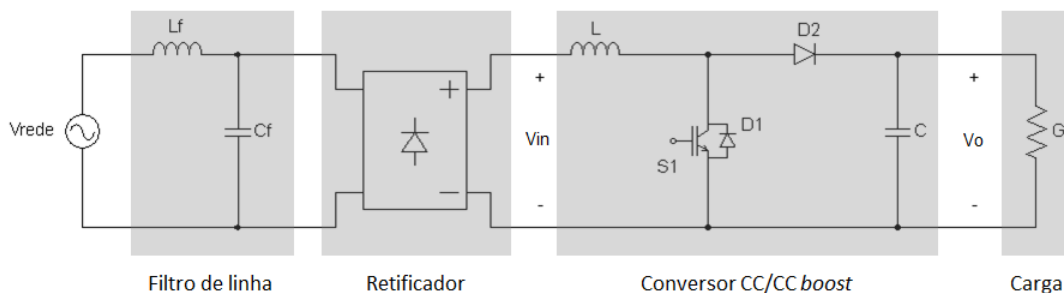 Lf
L
D2
Vrede
Cf
+
-
+
Vin
-
S1
D1
C
+
Vo
-
G
Filtro de linha
Retificador
Conversor CC/CC boost
Carga